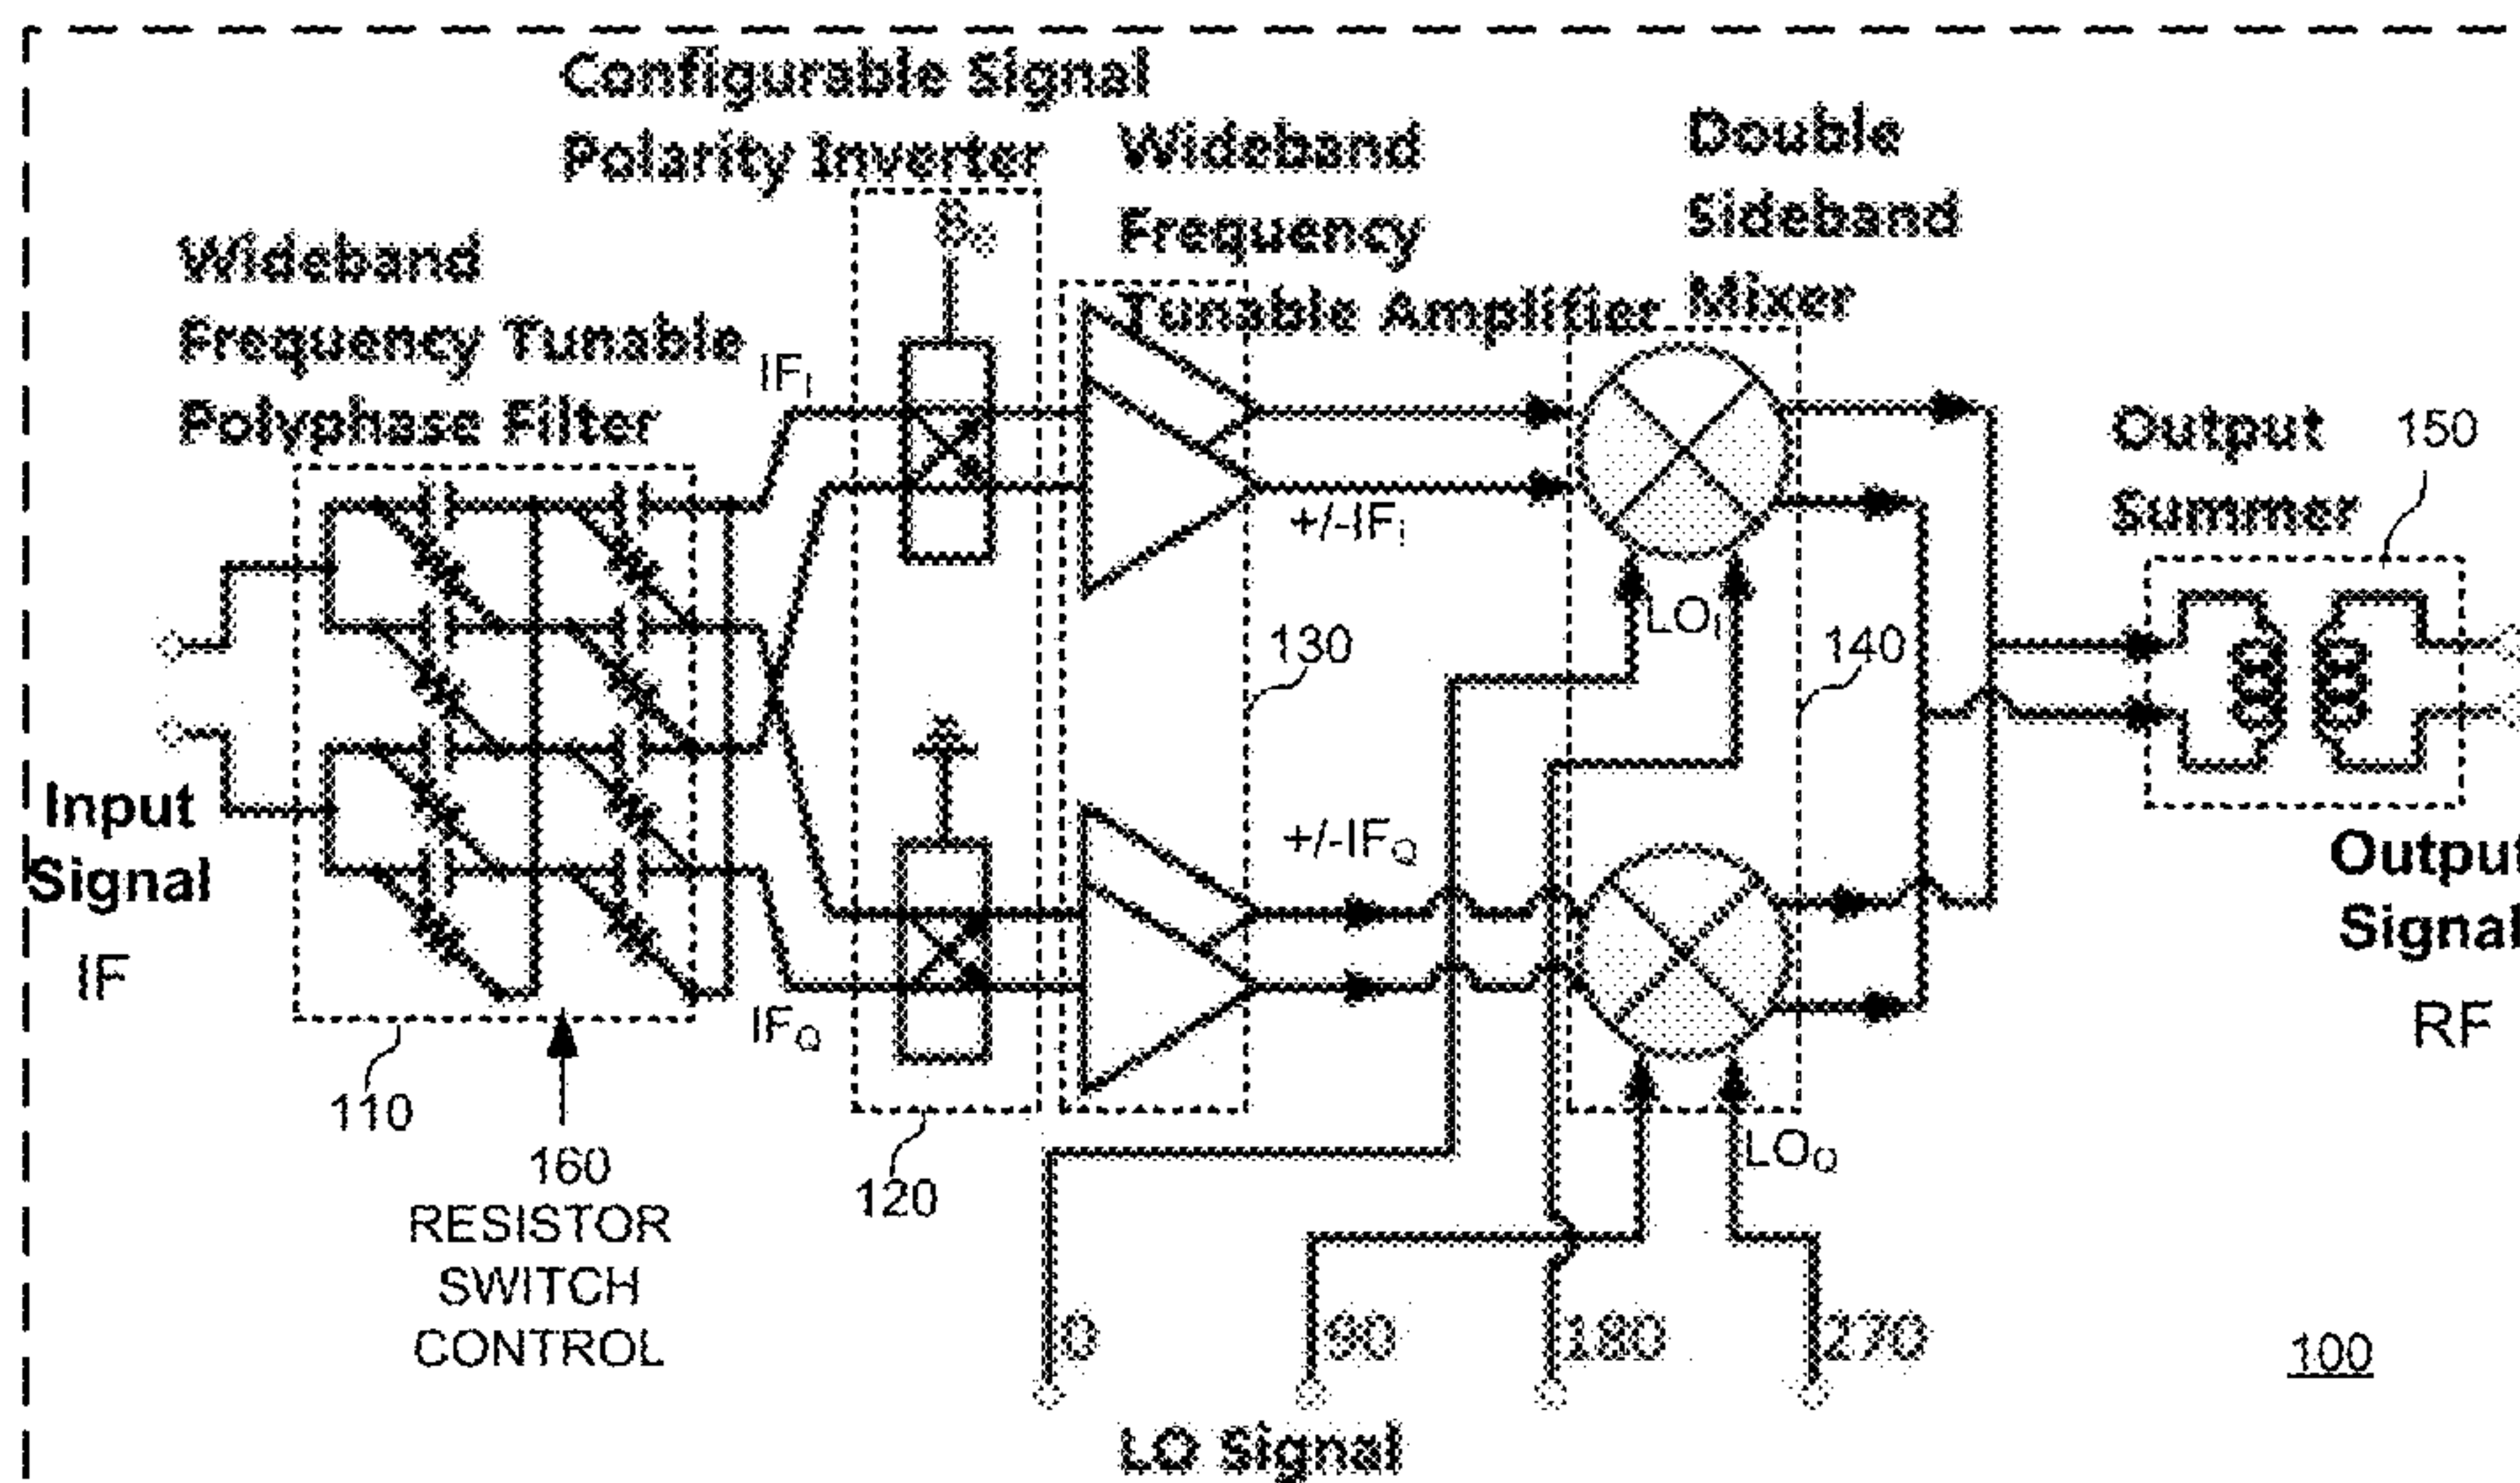 Configurable Signal
Polarity Inverter
Wideband
Frequency
Tunable Amplifier
Double
Sideband
Mixer
Wideband
Frequency Tunable
Polyphase Filter
IFI
Output
Summer
150
+/-IFI
LOI
130
140
Input
Signal
IF
+/-IFQ
Output
Signal
RF
IFQ
110
120
LOQ
160
RESISTOR
SWITCH
CONTROL
0
90
180
270
100
LO Signal